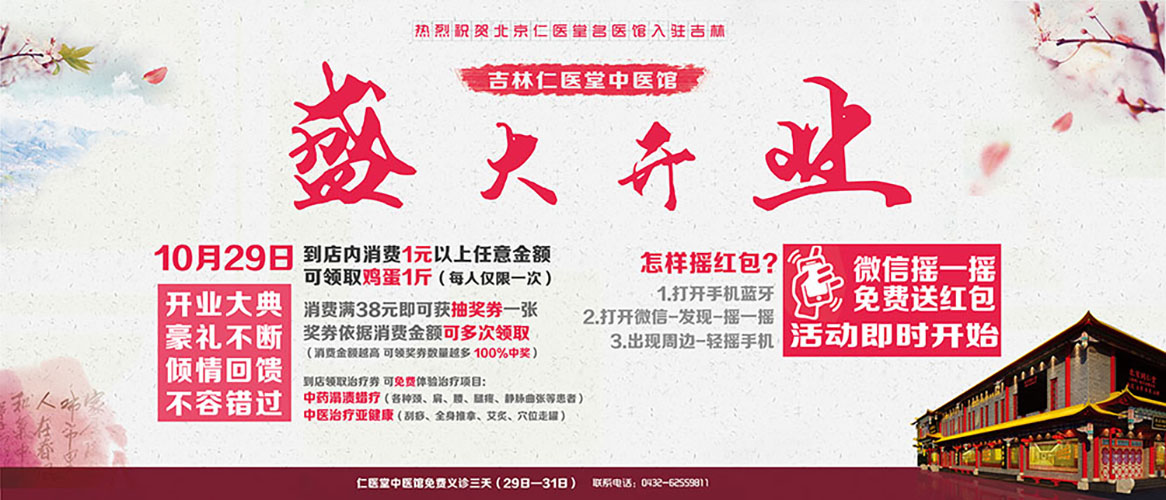 热烈祝贺北京仁医堂名医馆入驻吉林
吉林仁医堂中医馆
盛大开业
10月29日
开业大典
豪礼不断
倾情回馈
不容错过
到店内消费1元以上任意金额
可领取鸡蛋1斤（每人仅限一次）
消费满38元即可获抽奖券一张
奖券依据消费金额可多次领取
（消费金额越高 可领奖券数量越多 100%中奖）
到店领取治疗券 可免费体验治疗项目：
中药溻渍蜡疗（各种颈、肩、腰、腿疼、静脉曲张等患者）
中医治疗亚健康（刮痧、全身推拿、艾灸、穴位走罐）
怎样摇红包?
1.打开手机蓝牙
2.打开微信-发现-摇一摇
3.出现周边-轻摇手机
微信摇一摇
免费送红包
活动即时开始
仁医堂中医馆免费义诊三天（29日—31日） 联系电话：0432-62559811